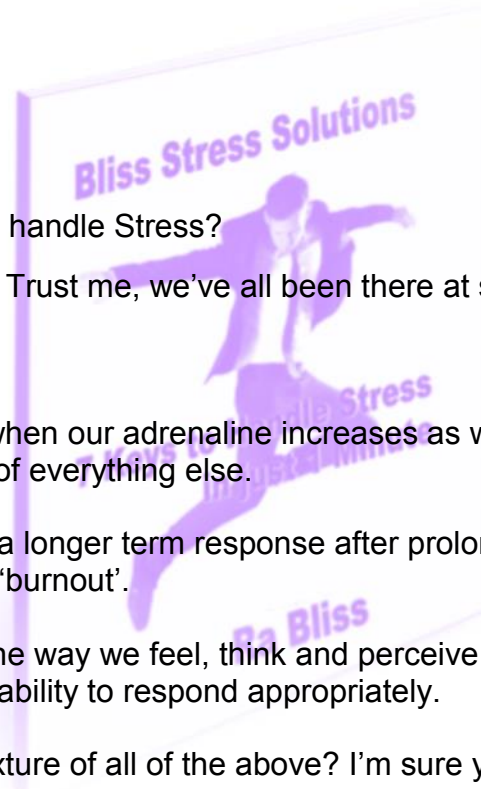 Bliss Stress Solutions
handle Stress?
Trust me, we've all been there at s
when our adrenaline increases as w
7 Keys to Handle Stress
of everything else.
in just 1 Minute
a longer term response after prolon
'burnout'.
Ra Bliss
he way we feel, think and perceive
ability to respond appropriately.
xture of all of the above? I'm sure y